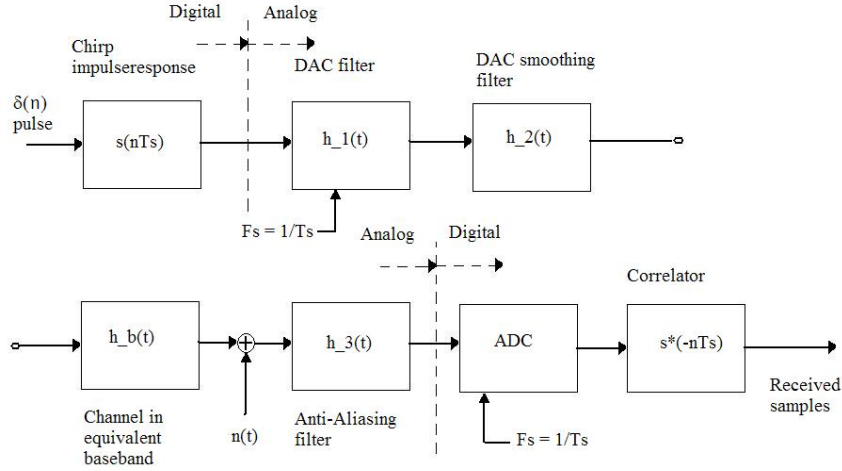 Digital
Analog
Chirp
impulseresponse
DAC filter
DAC smoothing
filter
δ(n)
pulse
s(nTs)
h_1(t)
h_2(t)
Fs = 1/Ts
Analog
Digital
Correlator
h_b(t)
h_3(t)
ADC
s*(-nTs)
Channel in
equivalent
baseband
n(t)
Anti-Aliasing
filter
Fs = 1/Ts
Received
samples